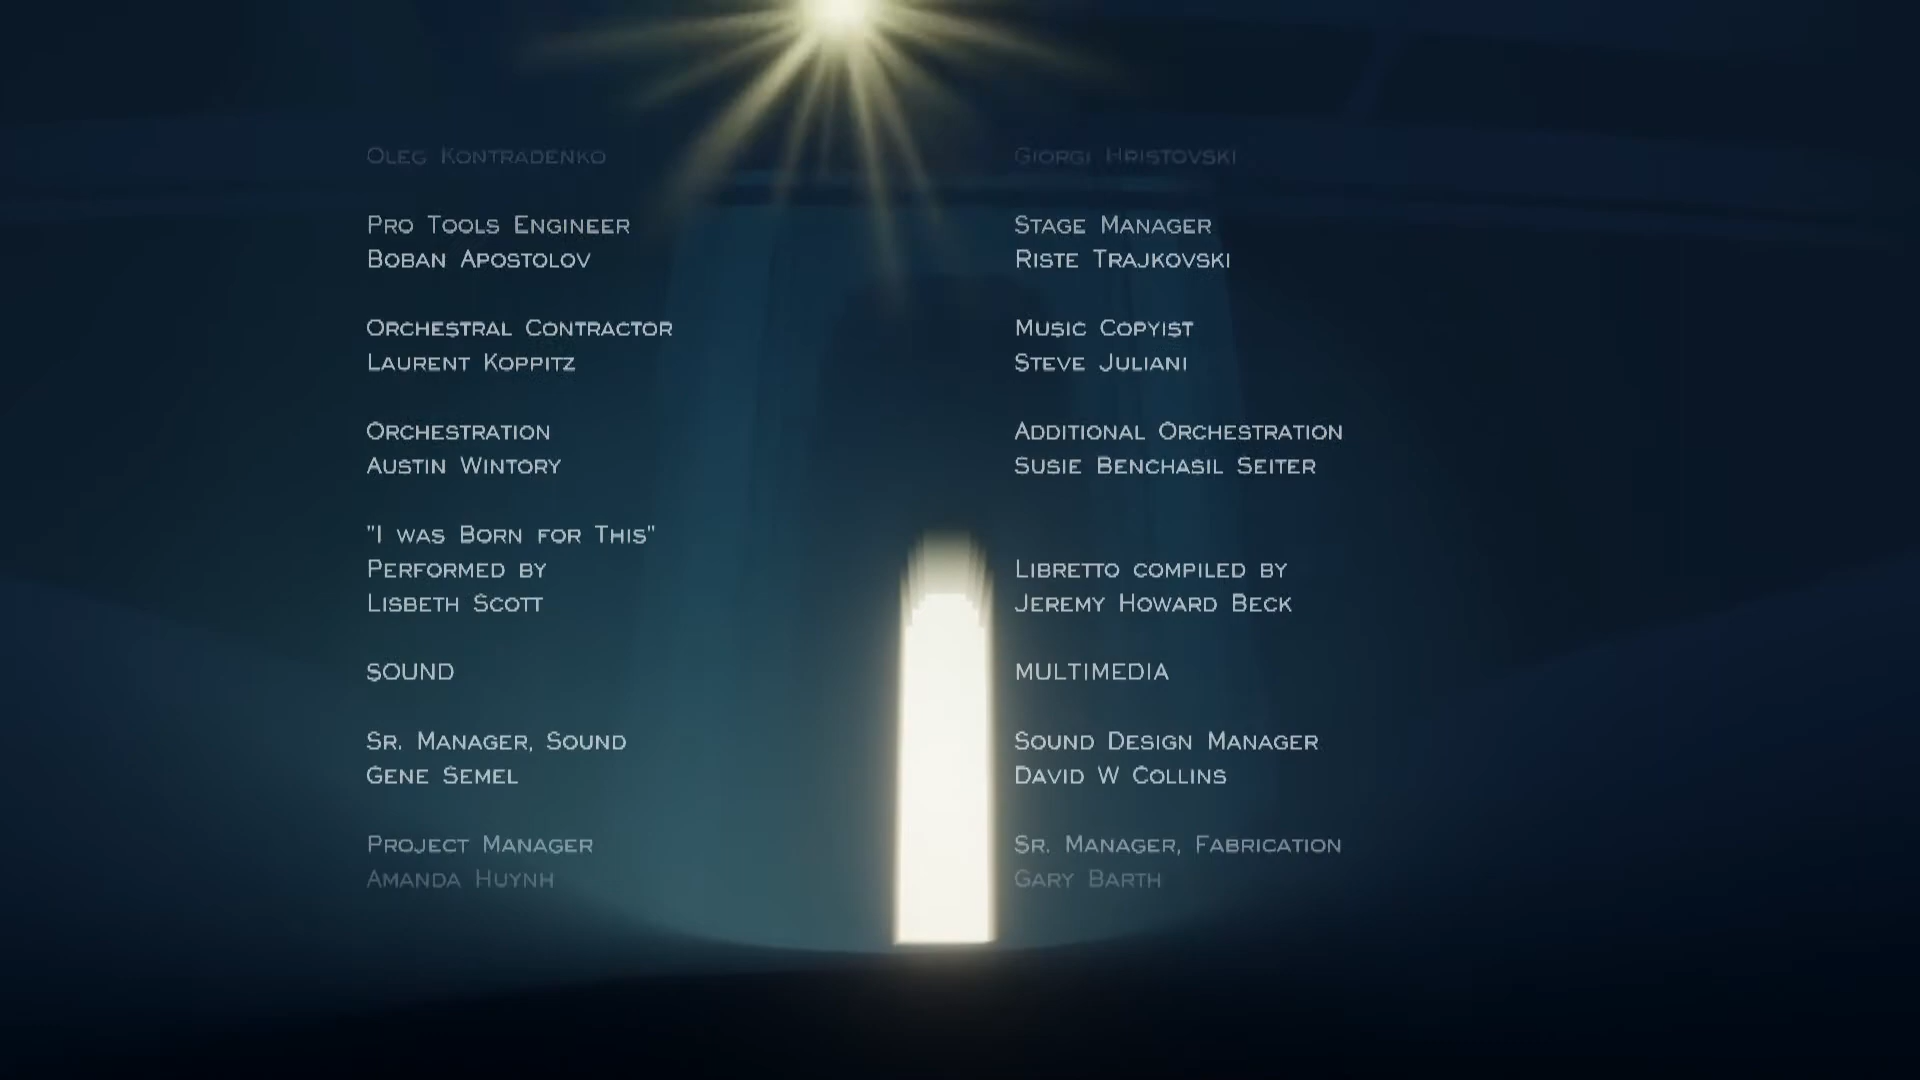 Oleg Kontradenko
Giorgi Hristovski
Pro Tools Engineer
Boban Apostolov
Stage Manager
Riste Trajkovski
Orchestral Contractor
Laurent Koppitz
Music Copyist
Steve Juliani
Orchestration
Austin Wintory
Additional Orchestration
Susie Benchasil Seiter
"I was Born for This"
Performed by
Lisbeth Scott
Libretto compiled by
Jeremy Howard Beck
SOUND
MULTIMEDIA
Sr. Manager, Sound
Gene Semel
Sound Design Manager
David W Collins
Project Manager
Amanda Huynh
Sr. Manager, Fabrication
Gary Barth